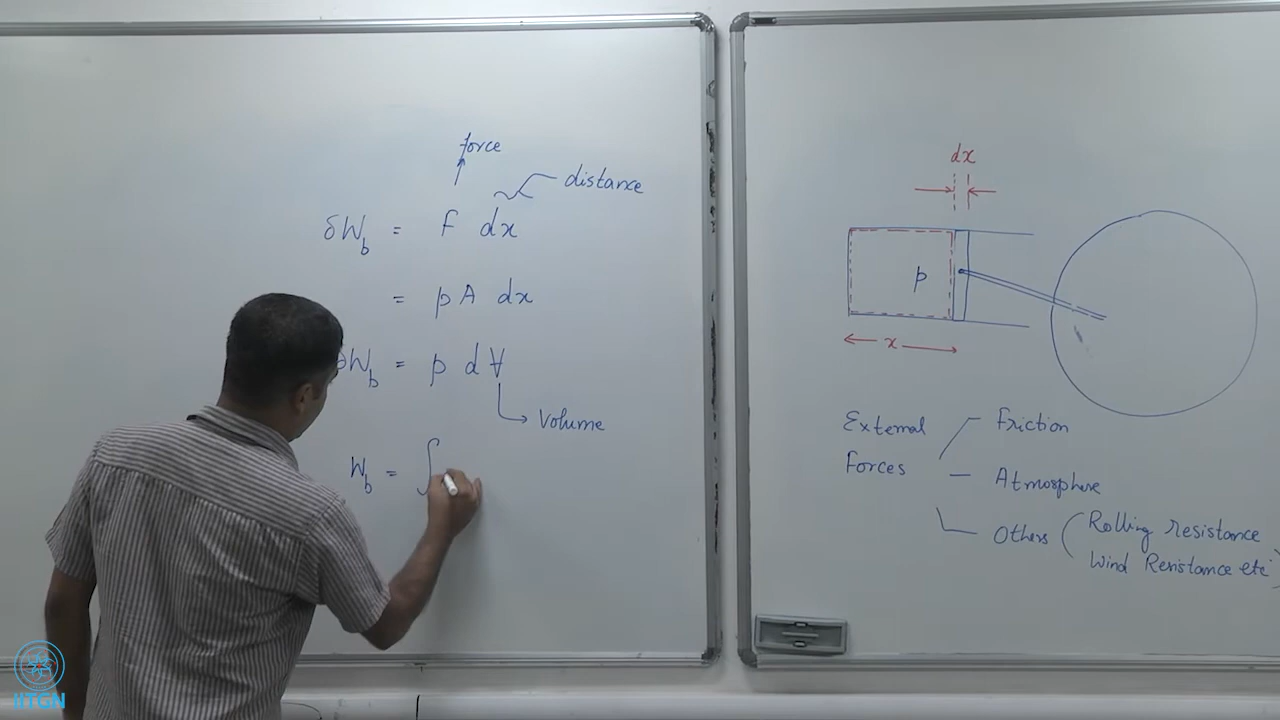 force
distance
δW_b = F dx
= p A dx
δW_b = p d V̶
Volume
W_b = ∫
dx
p
x
External Forces
Friction
Atmosphere
Others (Rolling resistance
Wind Resistance etc)
IITGN